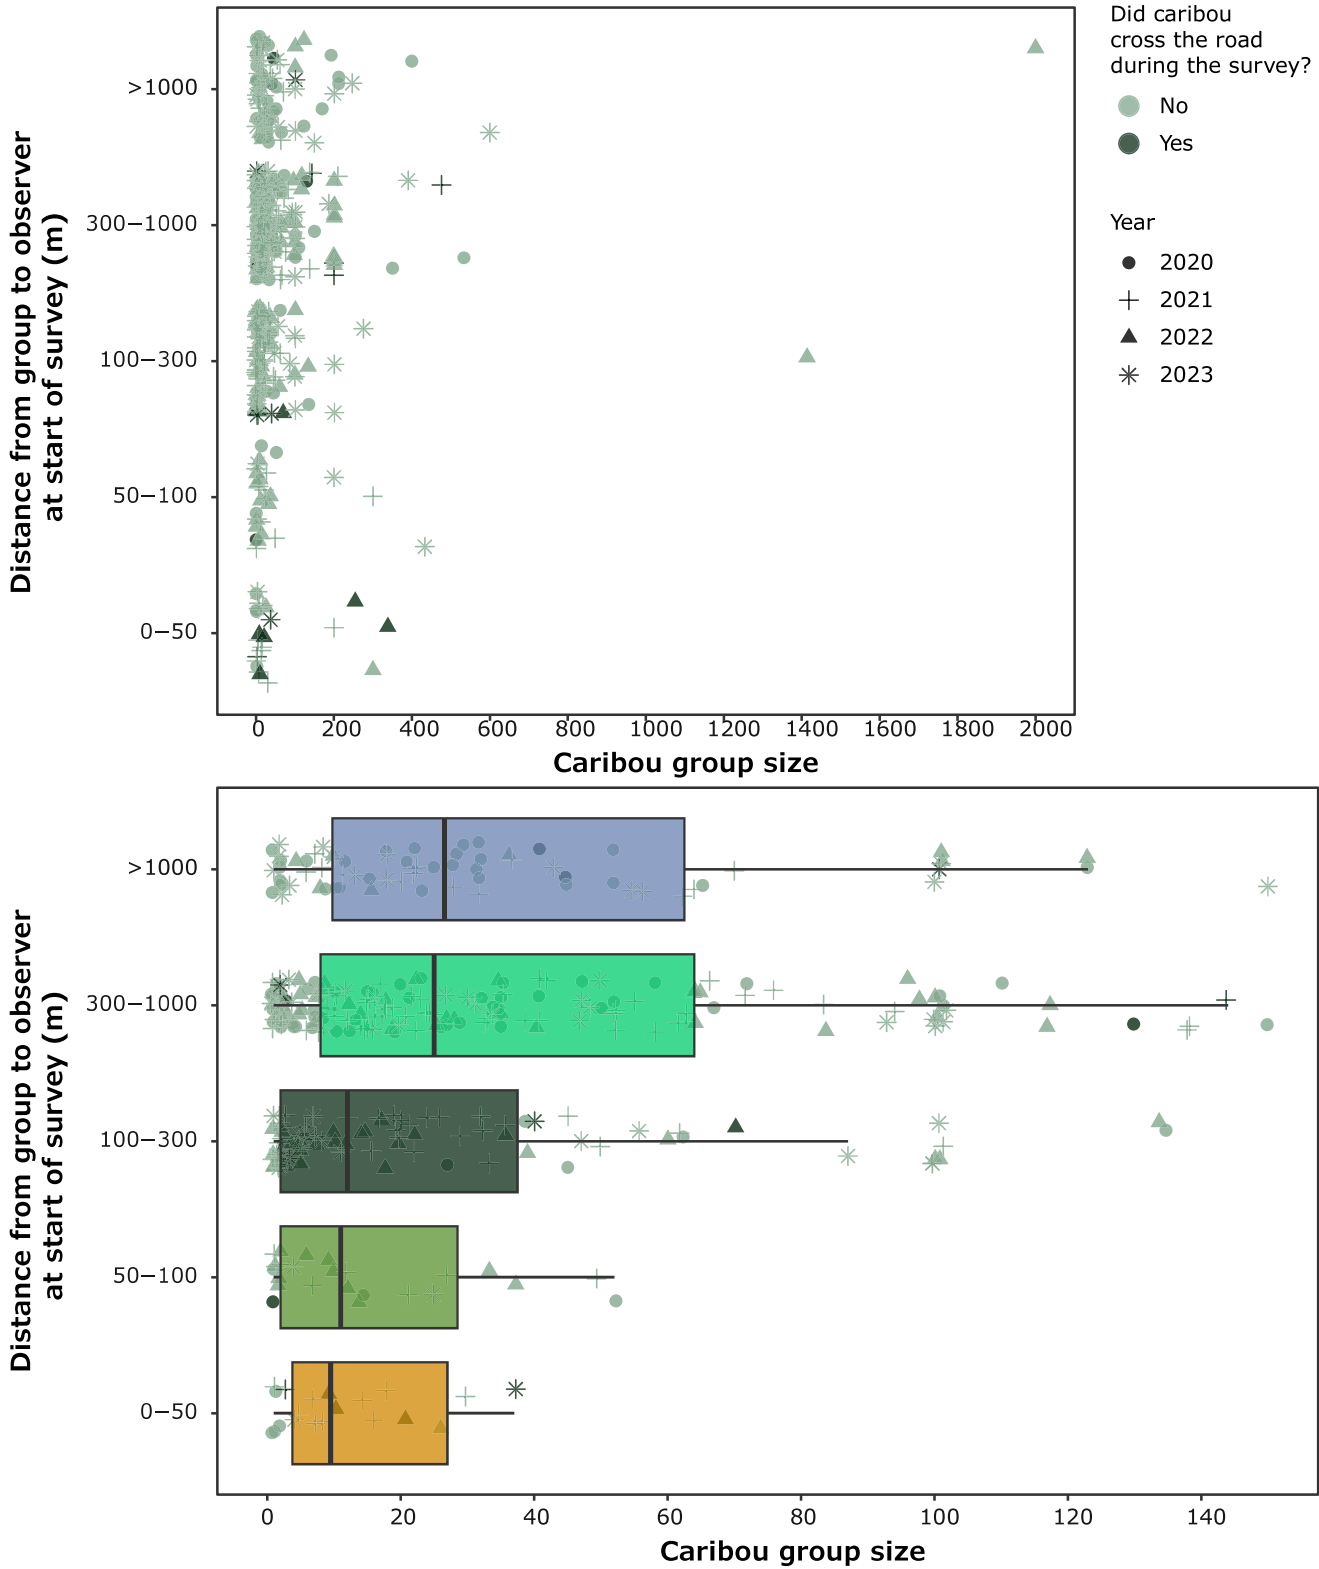 Did caribou
cross the road
during the survey?
No
Yes
Year
2020
2021
2022
2023
Distance from group to observer
at start of survey (m)
>1000
300−1000
100−300
50−100
0−50
0 200 400 600 800 1000 1200 1400 1600 1800 2000
Caribou group size
Distance from group to observer
at start of survey (m)
>1000
300−1000
100−300
50−100
0−50
0 20 40 60 80 100 120 140
Caribou group size